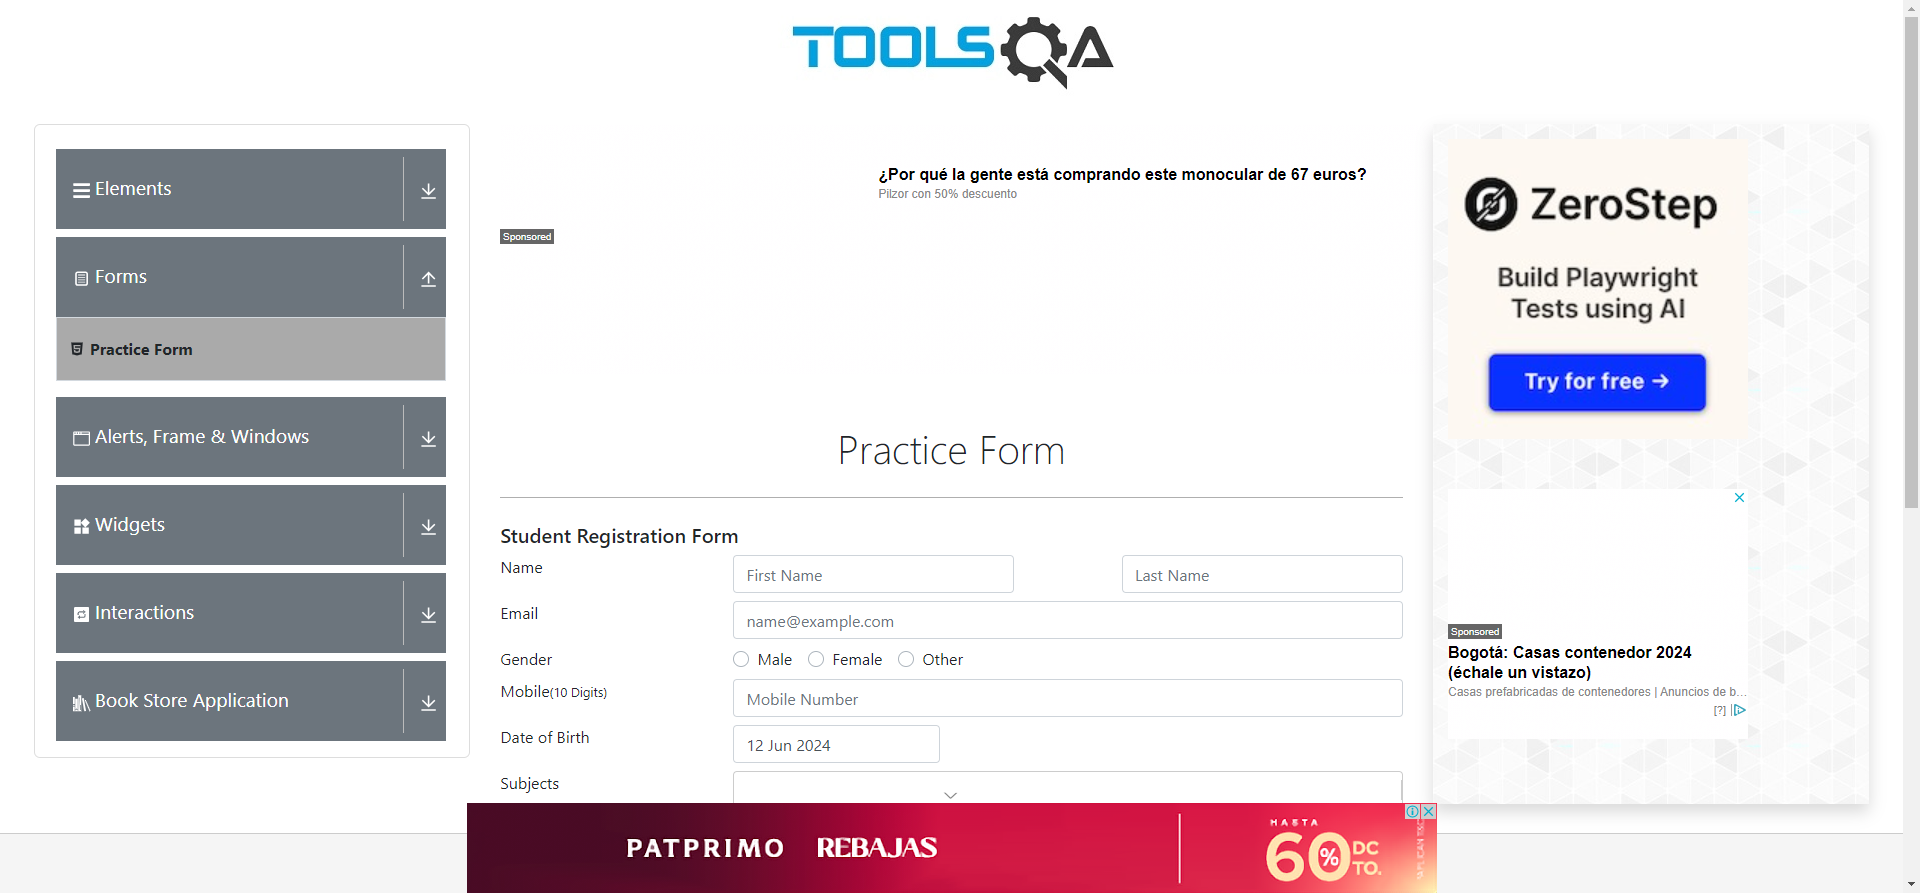 TOOLSQA
Elements
Forms
Practice Form
Alerts, Frame & Windows
Widgets
Interactions
Book Store Application
¿Por qué la gente está comprando este monocular de 67 euros?
Pilzor con 50% descuento
Sponsored
Practice Form
Student Registration Form
Name
First Name
Last Name
Email
name@example.com
Gender
Male
Female
Other
Mobile(10 Digits)
Mobile Number
Date of Birth
12 Jun 2024
Subjects
ZeroStep
Build Playwright
Tests using AI
Try for free →
Sponsored
Bogotá: Casas contenedor 2024
(échale un vistazo)
Casas prefabricadas de contenedores | Anuncios de b...
[?]
PATPRIMO REBAJAS
HASTA
60% DC
TO.